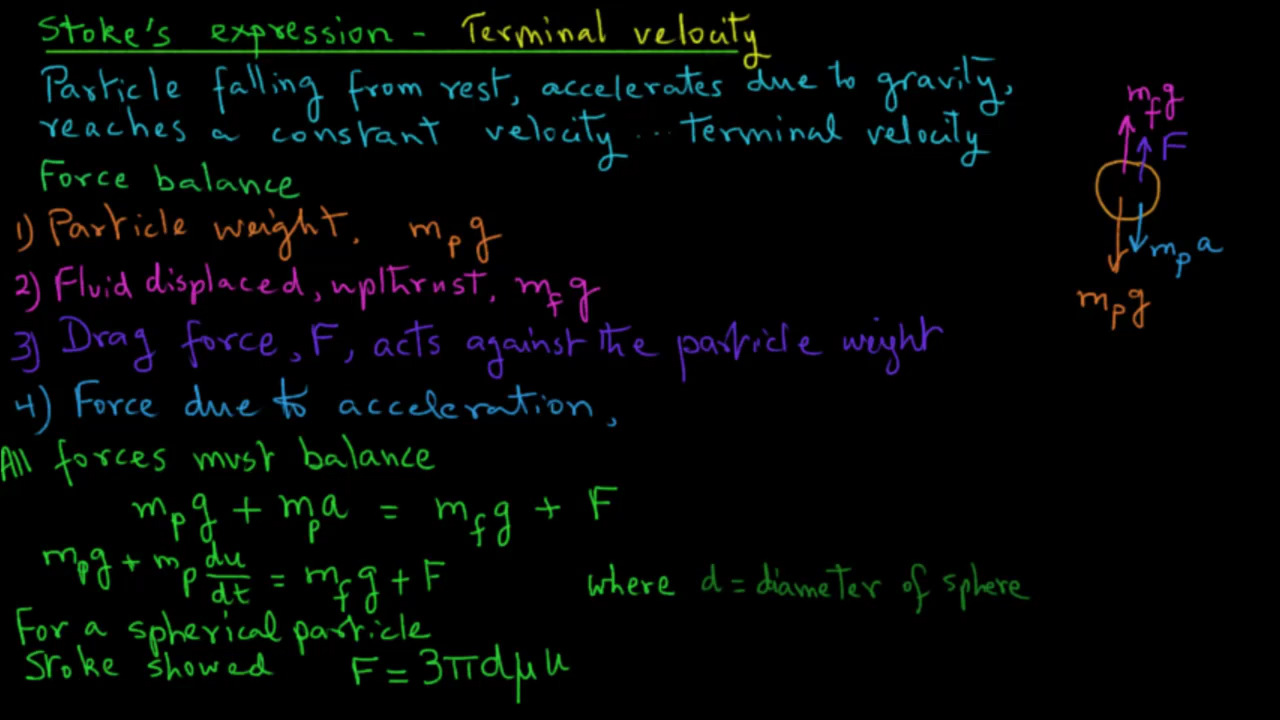 Stoke's expression - Terminal velocity
Particle falling from rest, accelerates due to gravity,
reaches a constant velocity ... Terminal velocity
Force balance
1) Particle weight, mpg
2) Fluid displaced, upthrust, mfg
3) Drag force, F, acts against the particle weight
4) Force due to acceleration,
All forces must balance
mpg + mpa = mfg + F
mpg + mp du/dt = mfg + F
where d = diameter of sphere
For a spherical particle
Stoke showed F = 3πdμu
mfg
F
mpa
mpg